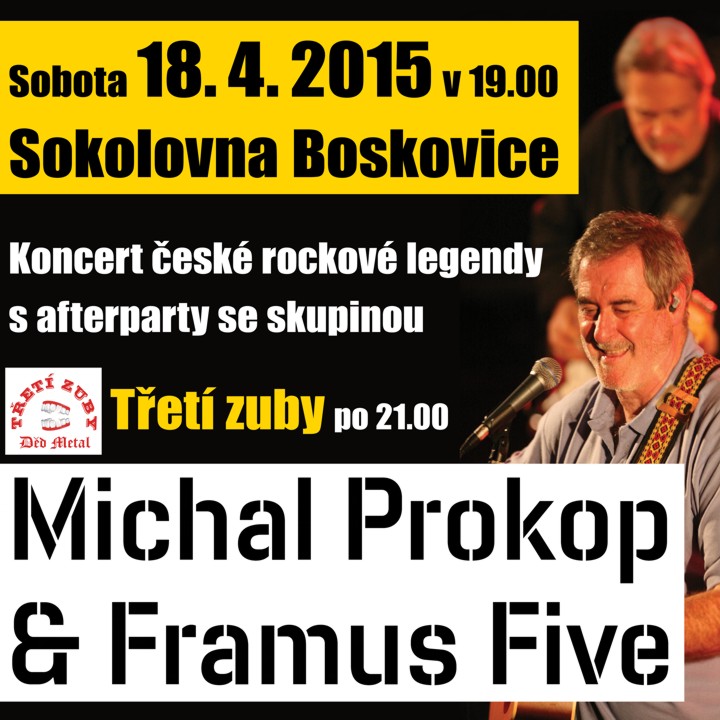 Sobota 18. 4. 2015 v 19.00
Sokolovna Boskovice
Koncert české rockové legendy
s afterparty se skupinou
TŘETÍ ZUBY
Děd Metal
Třetí zuby po 21.00
Michal Prokop
& Framus Five